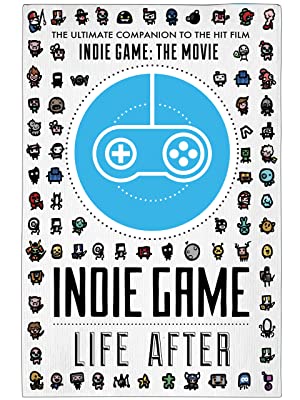 THE ULTIMATE COMPANION TO THE HIT FILM
INDIE GAME: THE MOVIE
INDIE GAME
LIFE AFTER